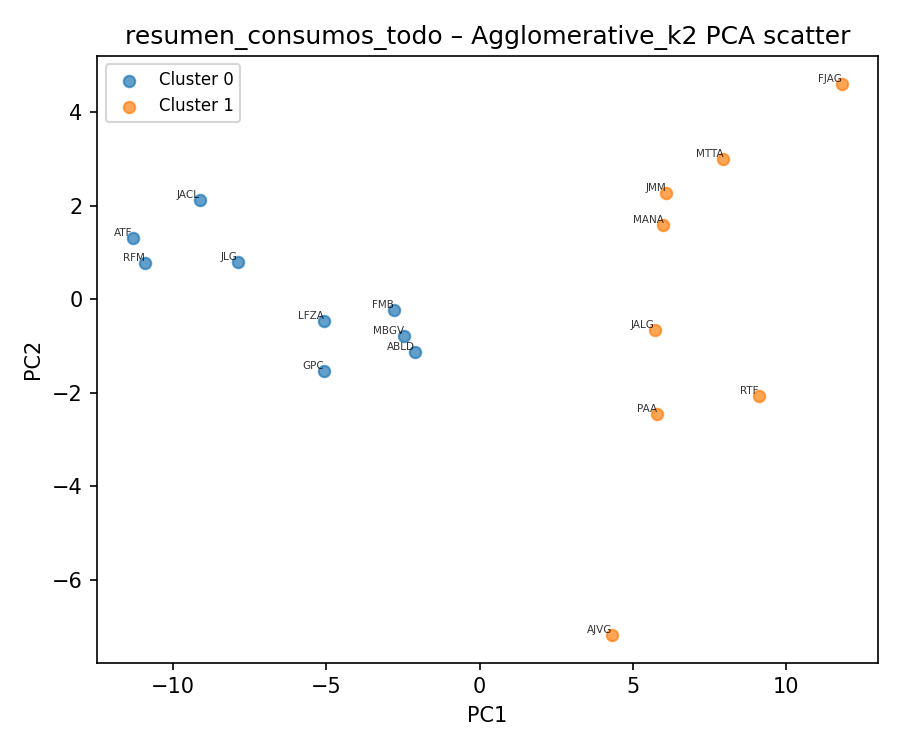 resumen_consumos_todo – Agglomerative_k2 PCA scatter
Cluster 0
Cluster 1
FJAG
MTTA
JMM
MANA
JACL
ATF
RFM
JLG
FMB
LFZA
MBGV
ABLD
GPC
JALG
RTF
PAA
AJVG
4
2
0
−2
−4
−6
PC2
−10
−5
0
5
10
PC1